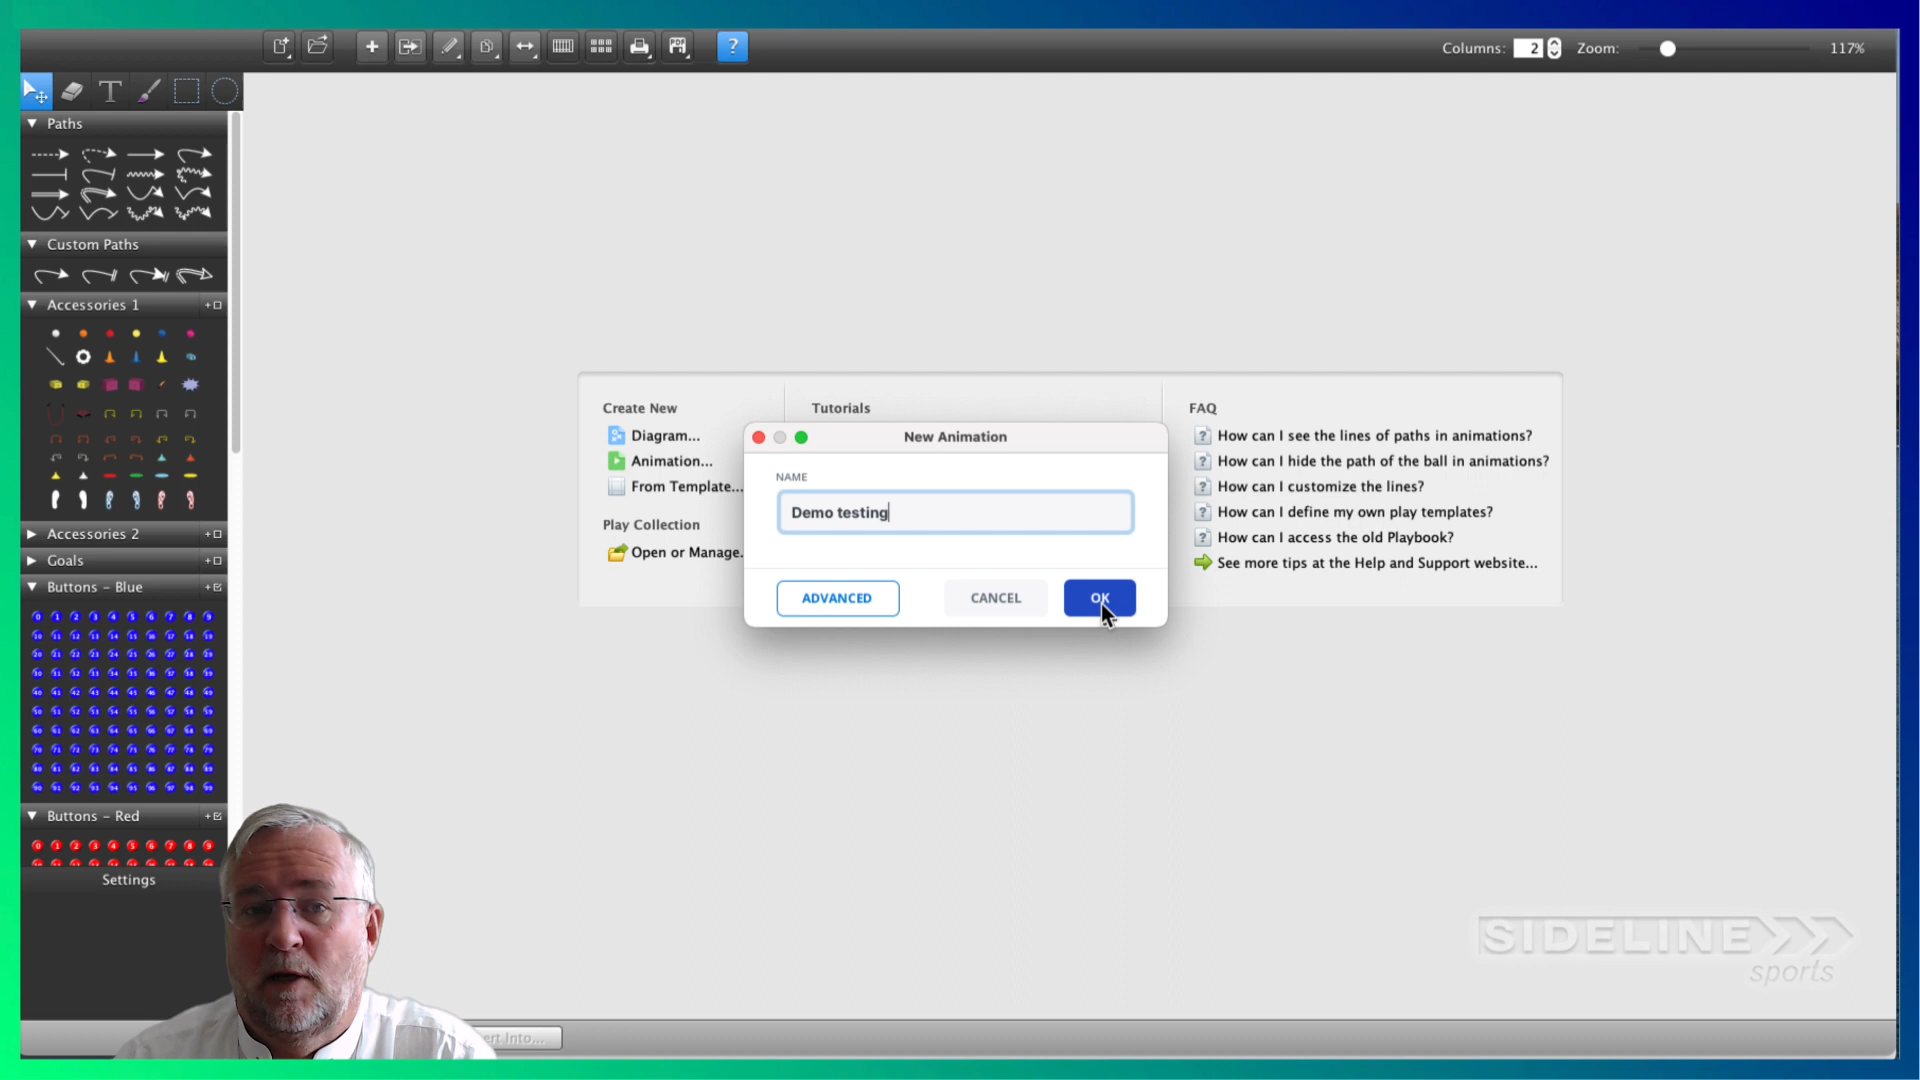 Columns: 2 Zoom: 117%
Paths
Custom Paths
Accessories 1
Accessories 2
Goals
Buttons - Blue
Buttons - Red
Settings
Create New
Diagram...
Animation...
From Template...
Play Collection
Open or Manage.
Tutorials
FAQ
How can I see the lines of paths in animations?
How can I hide the path of the ball in animations?
How can I customize the lines?
How can I define my own play templates?
How can I access the old Playbook?
See more tips at the Help and Support website...
New Animation
NAME
Demo testing
ADVANCED CANCEL OK
SIDELINE
sports
ert Into...